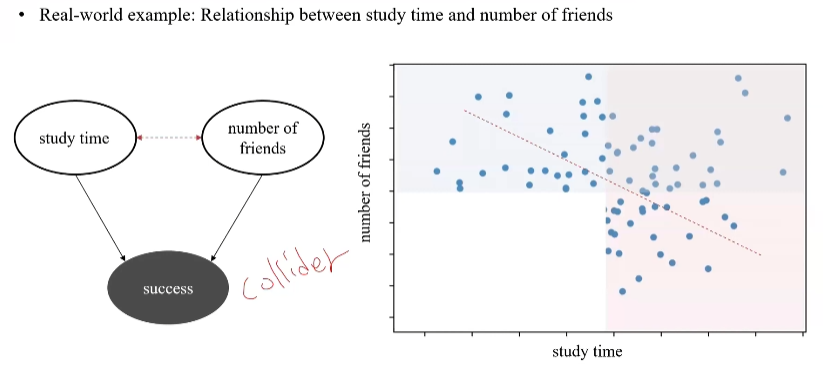 • Real-world example: Relationship between study time and number of friends
study time
number of
friends
success
collider
number of friends
study time